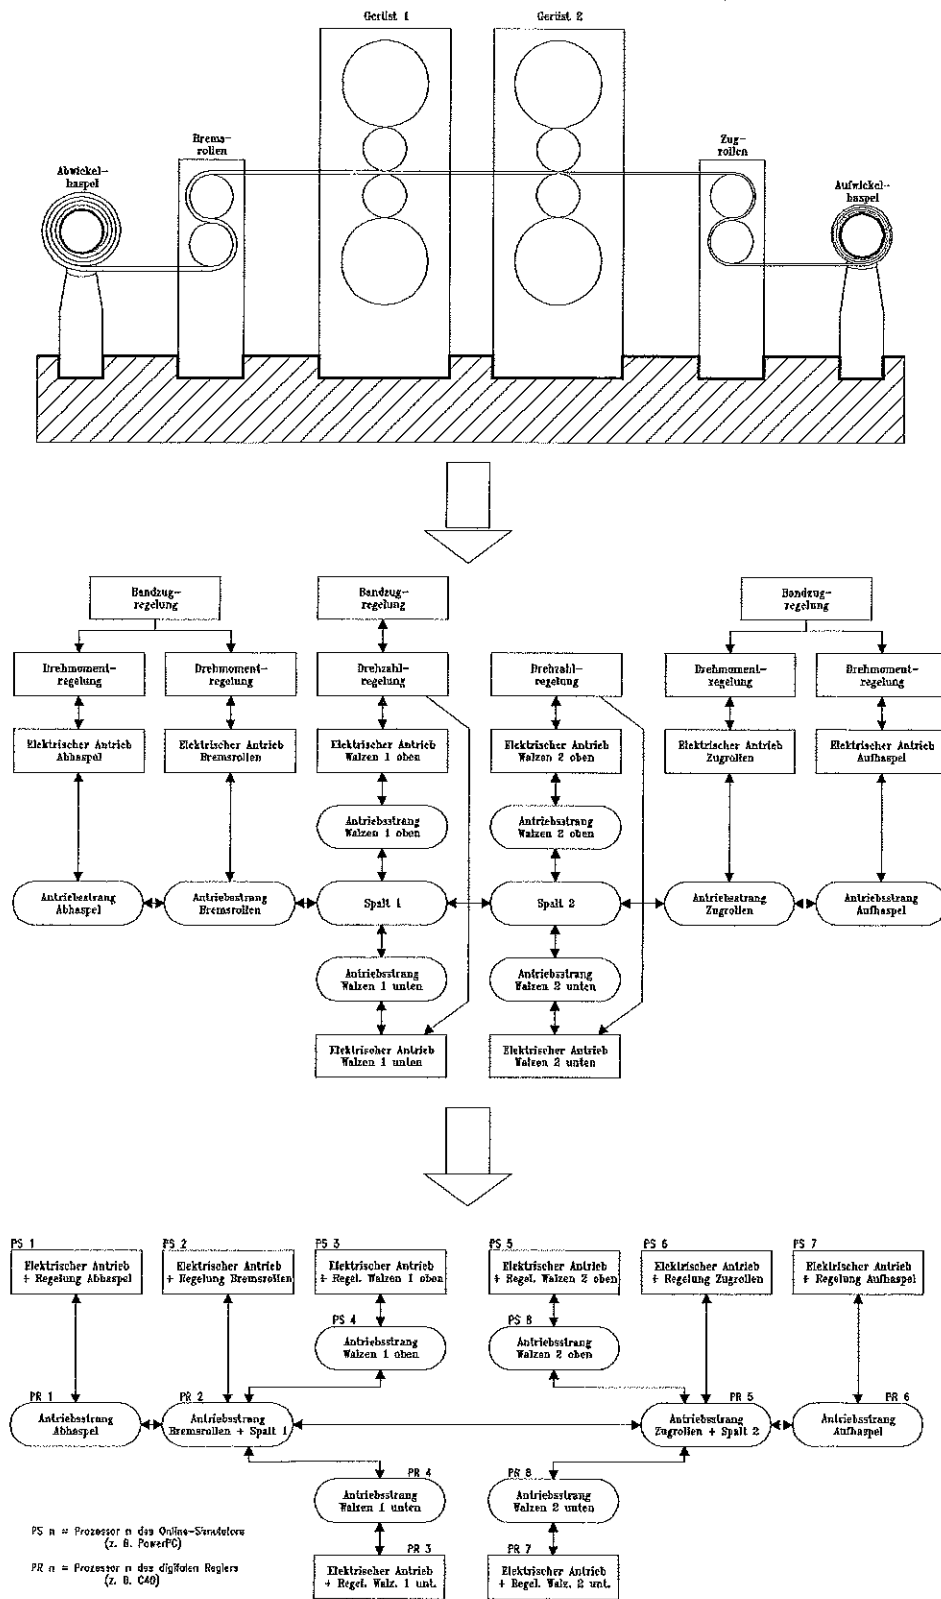 Gerüst 1
Gerüst 2
Brems-
rollen
Zug-
rollen
Abwickel-
haspel
Aufwickel-
haspel
Bandzug-
regelung
Bandzug-
regelung
Bandzug-
regelung
Drehmoment-
regelung
Drehmoment-
regelung
Drehzahl-
regelung
Drehzahl-
regelung
Drehmoment-
regelung
Drehmoment-
regelung
Elektrischer Antrieb
Abhaspel
Elektrischer Antrieb
Bremsrollen
Elektrischer Antrieb
Walzen 1 oben
Elektrischer Antrieb
Walzen 2 oben
Elektrischer Antrieb
Zugrollen
Elektrischer Antrieb
Aufhaspel
Antriebsstrang
Walzen 1 oben
Antriebsstrang
Walzen 2 oben
Antriebsstrang
Abhaspel
Antriebsstrang
Bremsrollen
Spalt 1
Spalt 2
Antriebsstrang
Zugrollen
Antriebsstrang
Aufhaspel
Antriebsstrang
Walzen 1 unten
Antriebsstrang
Walzen 2 unten
Elektrischer Antrieb
Walzen 1 unten
Elektrischer Antrieb
Walzen 2 unten
PS 1
Elektrischer Antrieb
+ Regelung Abhaspel
PS 2
Elektrischer Antrieb
+ Regelung Bremsrollen
PS 3
Elektrischer Antrieb
+ Regel. Walzen 1 oben
PS 5
Elektrischer Antrieb
+ Regel. Walzen 2 oben
PS 6
Elektrischer Antrieb
+ Regelung Zugrollen
PS 7
Elektrischer Antrieb
+ Regelung Aufhaspel
PS 4
Antriebsstrang
Walzen 1 oben
PS 8
Antriebsstrang
Walzen 2 oben
PR 1
Antriebsstrang
Abhaspel
PR 2
Antriebsstrang
Bremsrollen + Spalt 1
PR 5
Antriebsstrang
Zugrollen + Spalt 2
PR 6
Antriebsstrang
Aufhaspel
PR 4
Antriebsstrang
Walzen 1 unten
PR 8
Antriebsstrang
Walzen 2 unten
PR 3
Elektrischer Antrieb
+ Regel. Walz. 1 unt.
PR 7
Elektrischer Antrieb
+ Regel. Walz. 2 unt.
PS n = Prozessor n des Online-Simulators
(z. B. PowerPC)
PR n = Prozessor n des digitalen Reglers
(z. B. C40)